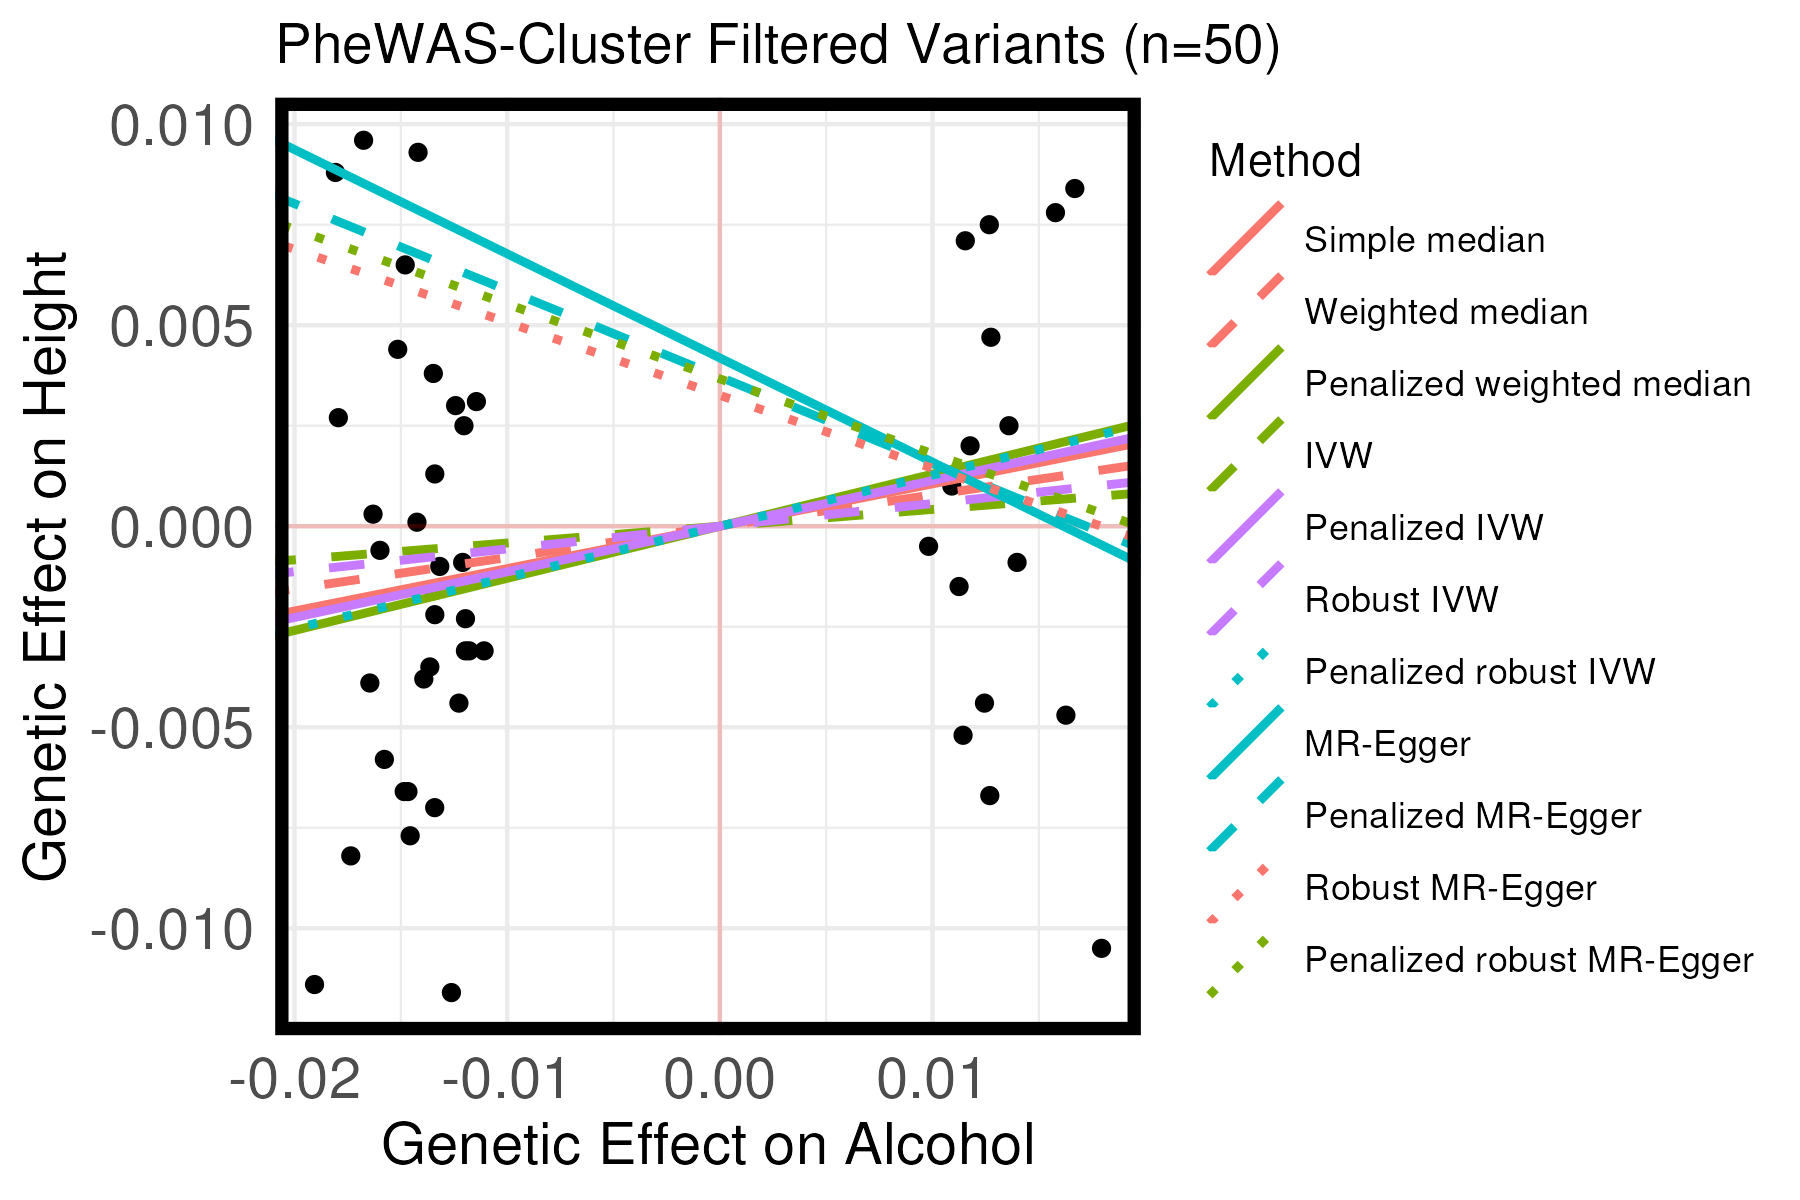 PheWAS-Cluster Filtered Variants (n=50)
Genetic Effect on Height
0.010
0.005
0.000
-0.005
-0.010
-0.02
-0.01
0.00
0.01
Genetic Effect on Alcohol
Method
Simple median
Weighted median
Penalized weighted median
IVW
Penalized IVW
Robust IVW
Penalized robust IVW
MR-Egger
Penalized MR-Egger
Robust MR-Egger
Penalized robust MR-Egger